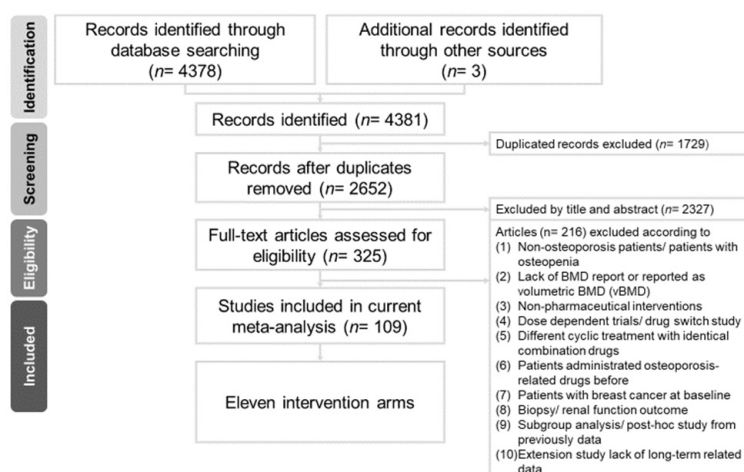 Identification
Records identified through
database searching
(n= 4378)
Additional records identified
through other sources
(n= 3)
Records identified (n= 4381)
Duplicated records excluded (n= 1729)
Screening
Records after duplicates
removed (n= 2652)
Excluded by title and abstract (n= 2327)
Eligibility
Full-text articles assessed for
eligibility (n= 325)
Articles (n= 216) excluded according to
(1) Non-osteoporosis patients/ patients with
osteopenia
(2) Lack of BMD report or reported as
volumetric BMD (vBMD)
(3) Non-pharmaceutical interventions
(4) Dose dependent trials/ drug switch study
(5) Different cyclic treatment with identical
combination drugs
(6) Patients administrated osteoporosis-
related drugs before
(7) Patients with breast cancer at baseline
(8) Biopsy/ renal function outcome
(9) Subgroup analysis/ post-hoc study from
previously data
(10)Extension study lack of long-term related
data
Included
Studies included in current
meta-analysis (n= 109)
Eleven intervention arms